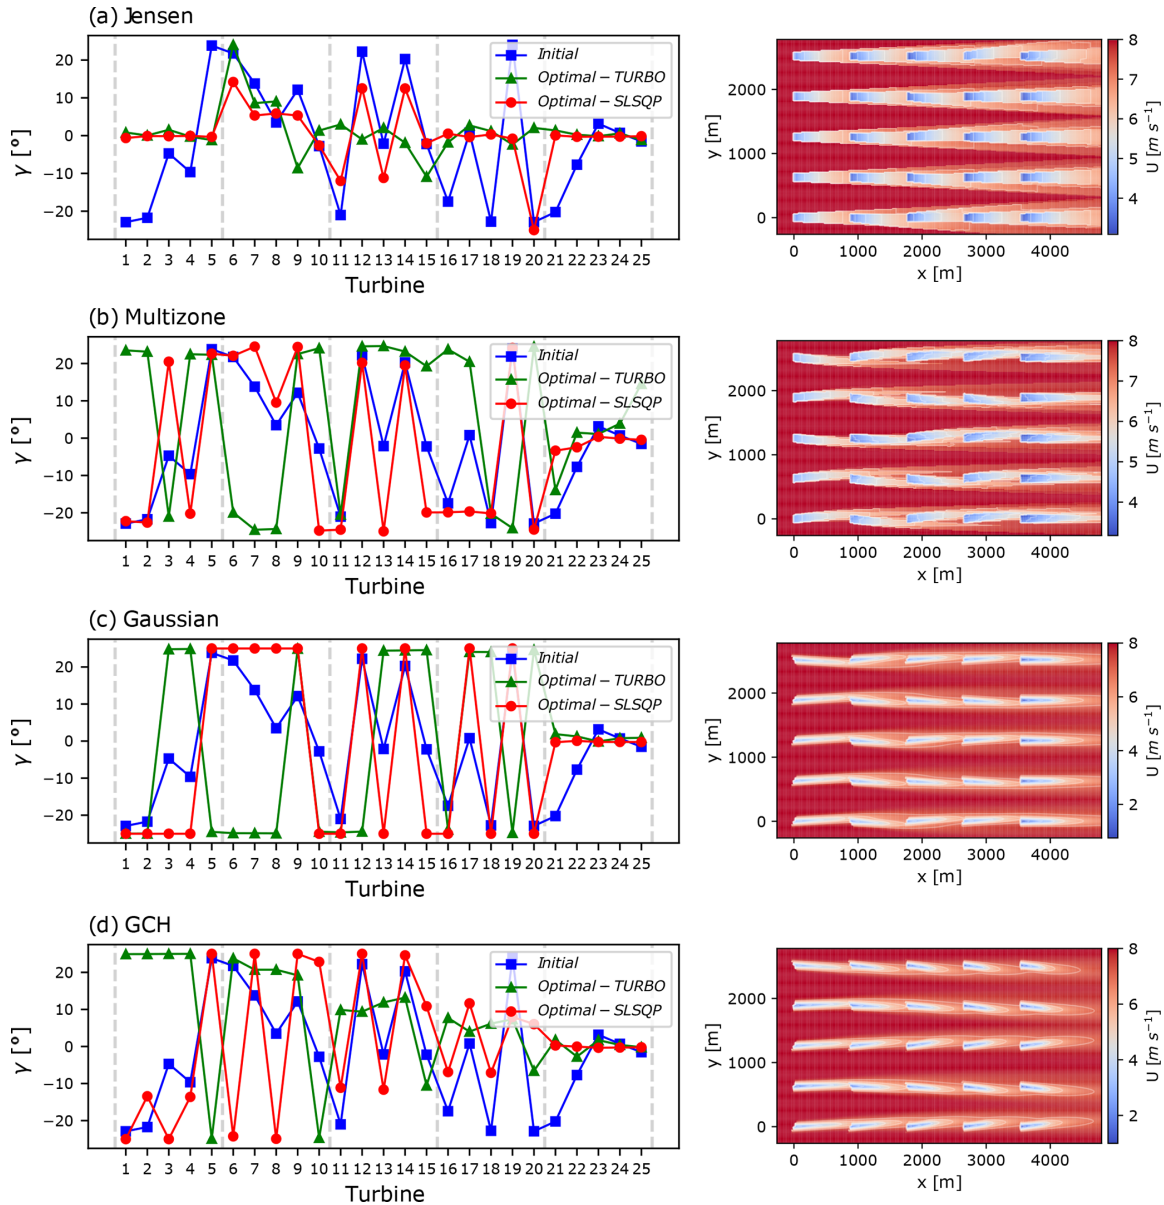 (a) Jensen
γ [°]
20
10
0
−10
−20
Initial
Optimal − TURBO
Optimal − SLSQP
1 2 3 4 5 6 7 8 9 10 11 12 13 14 15 16 17 18 19 20 21 22 23 24 25
Turbine
y [m]
2000
1000
0
0 1000 2000 3000 4000
x [m]
8
7
6
5
4
U [m s⁻¹]
(b) Multizone
γ [°]
20
10
0
−10
−20
Initial
Optimal − TURBO
Optimal − SLSQP
1 2 3 4 5 6 7 8 9 10 11 12 13 14 15 16 17 18 19 20 21 22 23 24 25
Turbine
y [m]
2000
1000
0
0 1000 2000 3000 4000
x [m]
8
7
6
5
4
U [m s⁻¹]
(c) Gaussian
γ [°]
20
10
0
−10
−20
Initial
Optimal − TURBO
Optimal − SLSQP
1 2 3 4 5 6 7 8 9 10 11 12 13 14 15 16 17 18 19 20 21 22 23 24 25
Turbine
y [m]
2000
1000
0
0 1000 2000 3000 4000
x [m]
8
6
4
2
U [m s⁻¹]
(d) GCH
γ [°]
20
10
0
−10
−20
Initial
Optimal − TURBO
Optimal − SLSQP
1 2 3 4 5 6 7 8 9 10 11 12 13 14 15 16 17 18 19 20 21 22 23 24 25
Turbine
y [m]
2000
1000
0
0 1000 2000 3000 4000
x [m]
8
6
4
2
U [m s⁻¹]